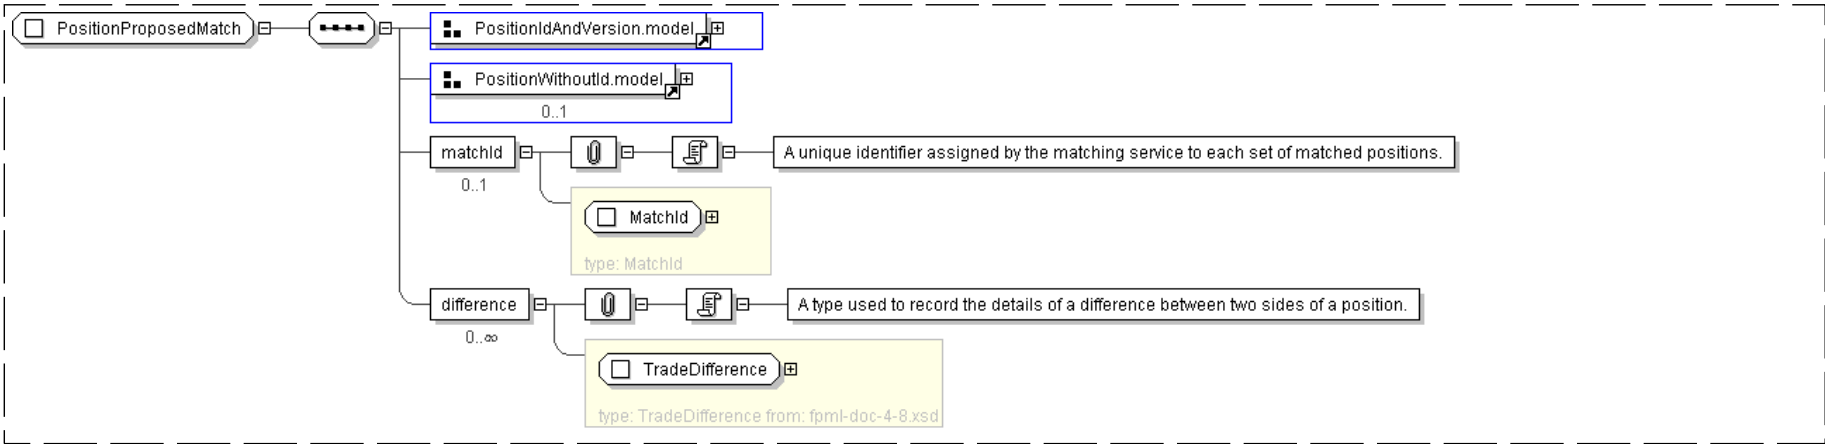 PositionProposedMatch
PositionIdAndVersion.model
PositionWithoutId.model
0..1
matchId
A unique identifier assigned by the matching service to each set of matched positions.
0..1
MatchId
type: MatchId
difference
A type used to record the details of a difference between two sides of a position.
0..∞
TradeDifference
type: TradeDifference from: fpml-doc-4-8.xsd